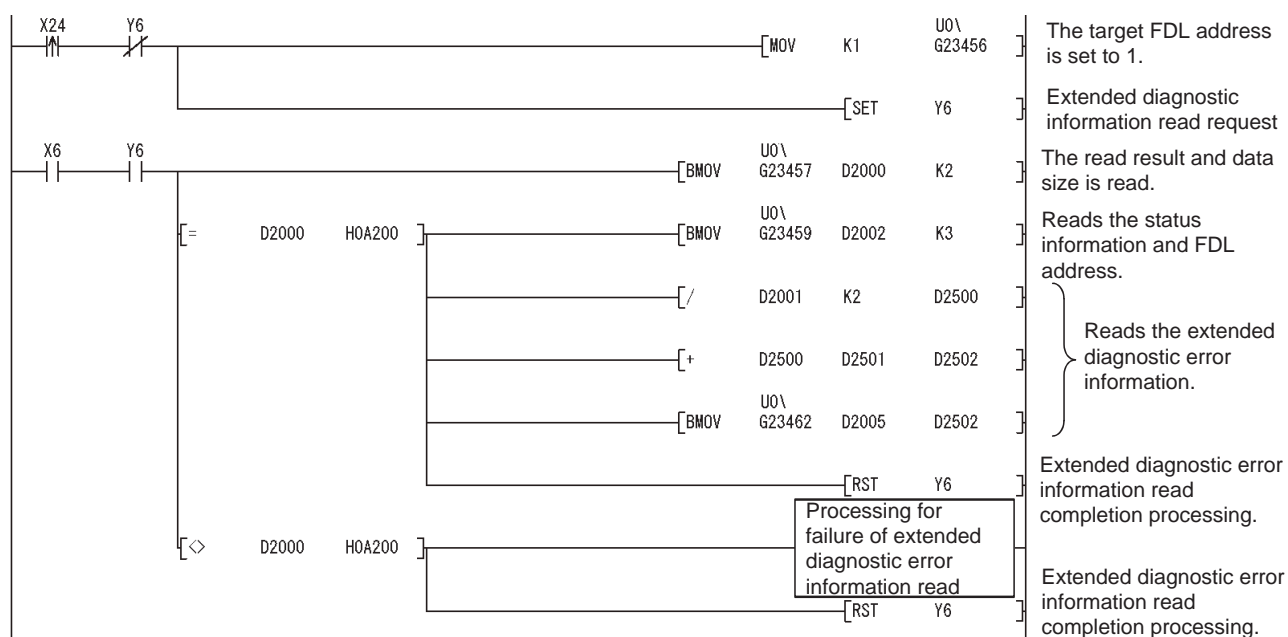 X24 Y6
U0\
[MOV K1 G23456 ]
The target FDL address
is set to 1.
[SET Y6 ]
Extended diagnostic
information read request
X6 Y6
U0\
[BMOV G23457 D2000 K2 ]
The read result and data
size is read.
[= D2000 H0A200 ]
U0\
[BMOV G23459 D2002 K3 ]
Reads the status
information and FDL
address.
[/ D2001 K2 D2500 ]
[+ D2500 D2501 D2502 ]
Reads the extended
diagnostic error
information.
U0\
[BMOV G23462 D2005 D2502 ]
[RST Y6 ]
Extended diagnostic error
information read
completion processing.
[<> D2000 H0A200 ]
Processing for
failure of extended
diagnostic error
information read
[RST Y6 ]
Extended diagnostic error
information read
completion processing.